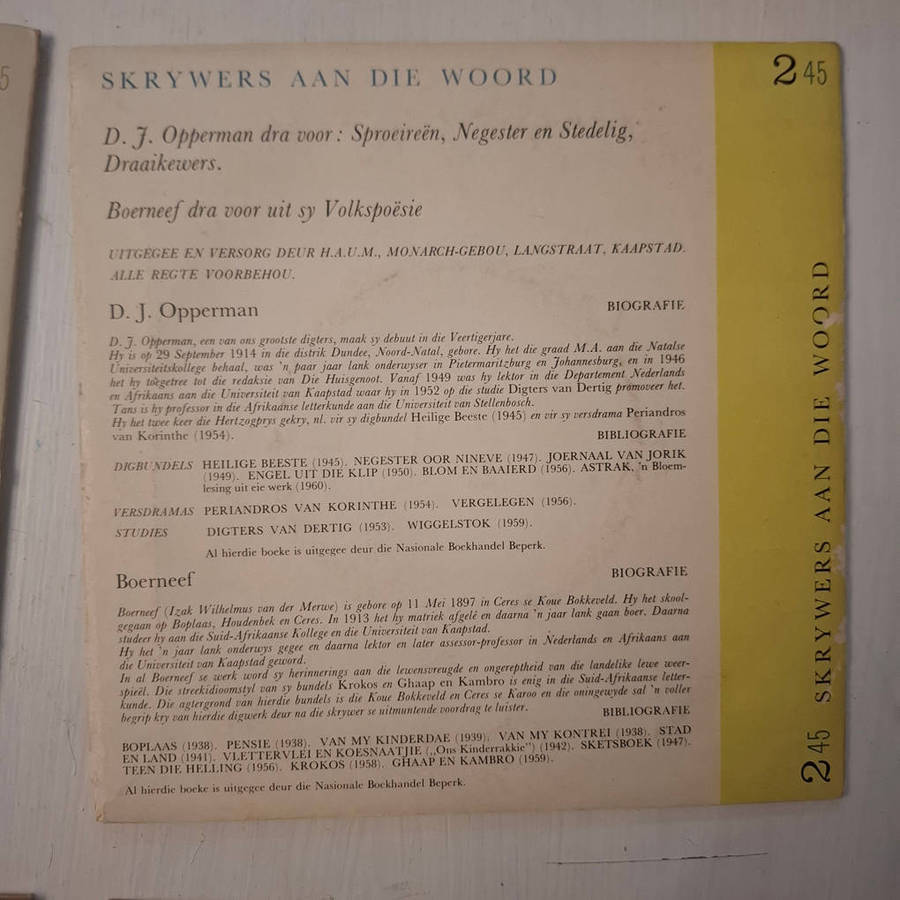 5
SKRYWERS AAN DIE WOORD
2 45
D. J. Opperman dra voor: Sproeireën, Negester en Stedelig,
Draaikewers.
Boerneef dra voor uit sy Volkspoësie
UITGEGEE EN VERSORG DEUR H.A.U.M., MONARCH-GEBOU, LANGSTRAAT, KAAPSTAD.
ALLE REGTE VOORBEHOU.
D. J. Opperman
BIOGRAFIE
D. J. Opperman, een van ons grootste digters, maak sy debuut in die Veertigerjare.
Hy is op 29 September 1914 in die distrik Dundee, Noord-Natal, gebore. Hy het die graad M.A. aan die Natalse
Universiteitskollege behaal, was 'n paar jaar lank onderwyser in Pietermaritzburg en Johannesburg, en in 1946
het hy toegetree tot die redaksie van Die Huisgenoot. Vanaf 1949 was hy lektor in die Departement Nederlands
en Afrikaans aan die Universiteit van Kaapstad waar hy in 1952 op die studie Digters van Dertig promoveer het.
Tans is hy professor in die Afrikaanse letterkunde aan die Universiteit van Stellenbosch.
Hy het twee keer die Hertzogprys gekry, nl. vir sy digbundel Heilige Beeste (1945) en vir sy versdrama Periandros
van Korinthe (1954).
BIBLIOGRAFIE
DIGBUNDELS HEILIGE BEESTE (1945). NEGESTER OOR NINEVE (1947). JOERNAAL VAN JORIK
(1949). ENGEL UIT DIE KLIP (1950). BLOM EN BAAIERD (1956). ASTRAK, 'n Bloem-
lesing uit eie werk (1960).
VERSDRAMAS PERIANDROS VAN KORINTHE (1954). VERGELEGEN (1956).
STUDIES DIGTERS VAN DERTIG (1953). WIGGELSTOK (1959).
Al hierdie boeke is uitgegee deur die Nasionale Boekhandel Beperk.
Boerneef
BIOGRAFIE
Boerneef (Izak Wilhelmus van der Merwe) is gebore op 11 Mei 1897 in Ceres se Koue Bokkeveld. Hy het skool-
gegaan op Boplaas, Houdenbek en Ceres. In 1913 het hy matriek afgelê en daarna 'n jaar lank gaan boer. Daarna
studeer hy aan die Suid-Afrikaanse Kollege en die Universiteit van Kaapstad.
Hy het 'n jaar lank onderwys gegee en daarna lektor en later assessor-professor in Nederlands en Afrikaans aan
die Universiteit van Kaapstad geword.
In al Boerneef se werk word sy herinnerings aan die lewensvreugde en ongereptheid van die landelike lewe weer-
spieël. Die streekidioomstyl van sy bundels Krokos en Ghaap en Kambro is enig in die Suid-Afrikaanse letter-
kunde. Die agtergrond van hierdie bundels is die Koue Bokkeveld en Ceres se Karoo en die oningewyde sal 'n voller
begrip kry van hierdie digwerk deur na die skrywer se uitmuntende voordrag te luister.
BIBLIOGRAFIE
BOPLAAS (1938). PENSIE (1938). VAN MY KINDERDAE (1939). VAN MY KONTREI (1938). STAD
EN LAND (1941). VLETTERVLEI EN KOESNAATJIE („Ons Kinderrakkie”) (1942). SKETSBOEK (1947).
TEEN DIE HELLING (1956). KROKOS (1958). GHAAP EN KAMBRO (1959).
Al hierdie boeke is uitgegee deur die Nasionale Boekhandel Beperk.
2 45 SKRYWERS AAN DIE WOORD